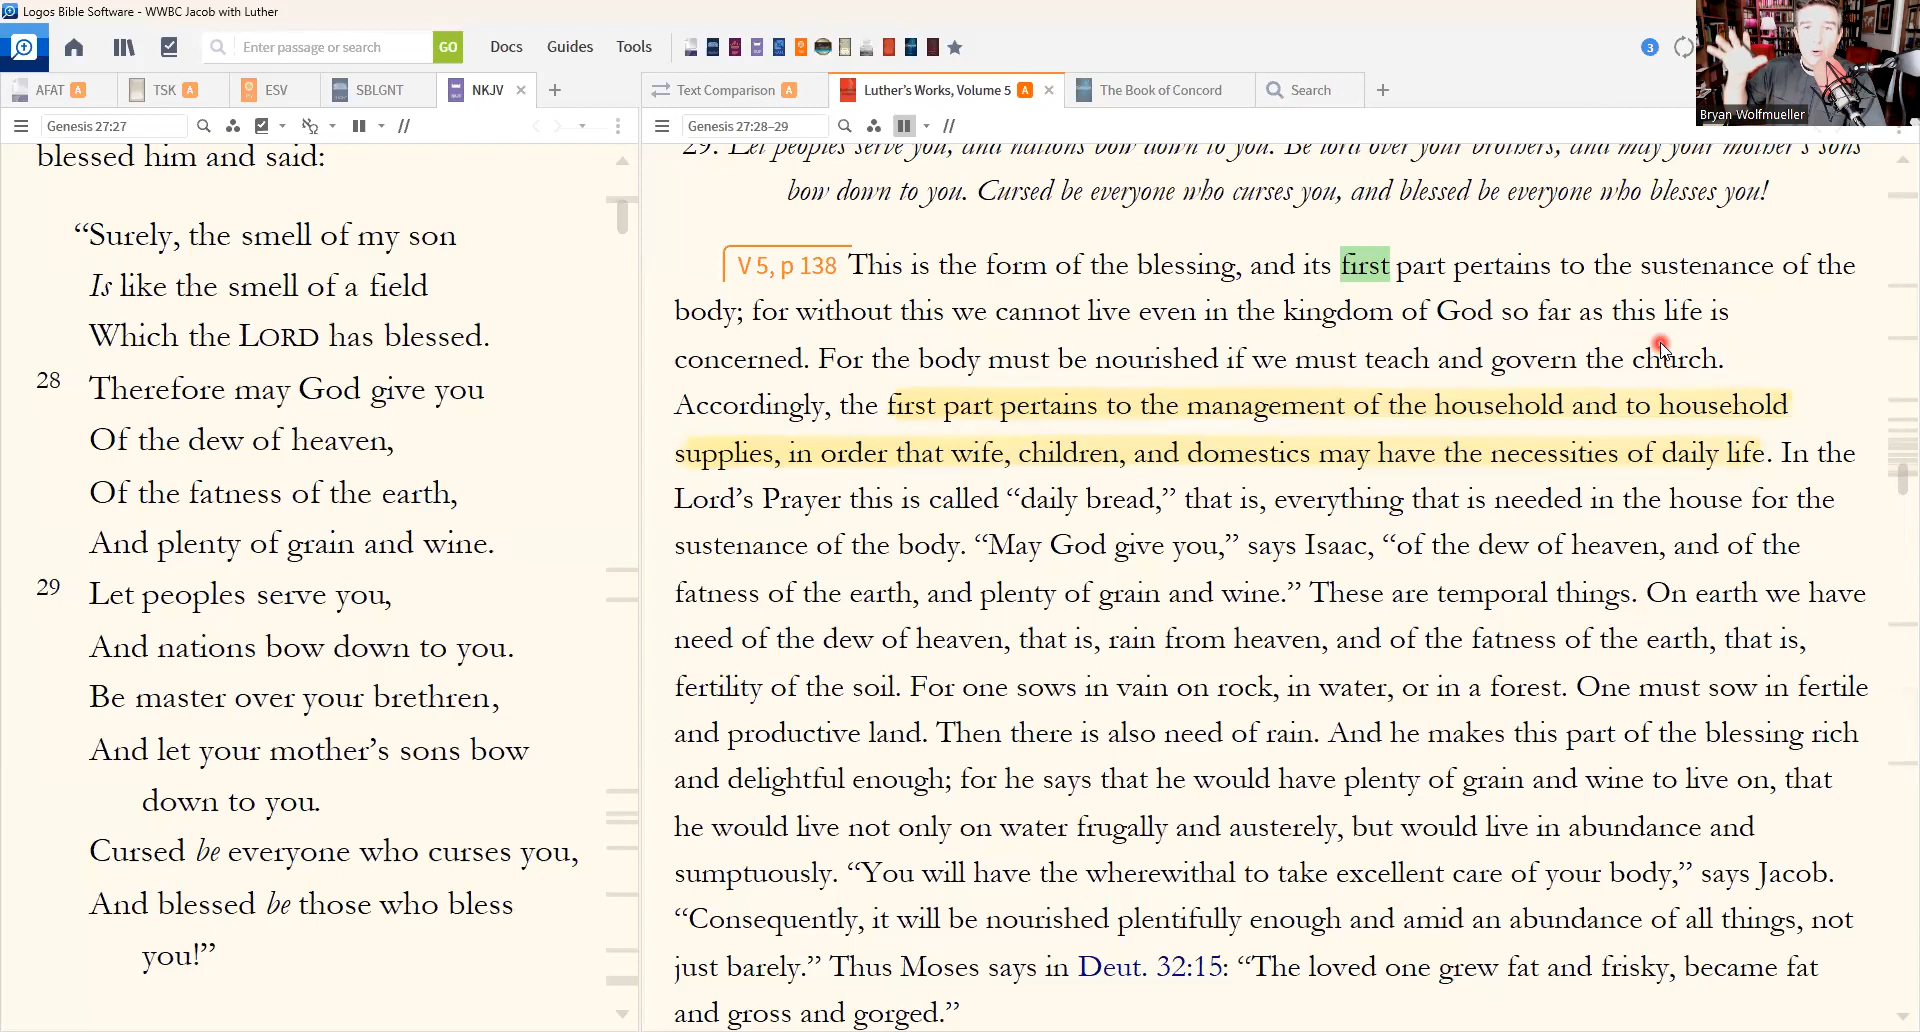 Logos Bible Software - WWBC Jacob with Luther
Enter passage or search
GO
Docs
Guides
Tools
3
AFAT A
TSK A
ESV
SBLGNT
NKJV
Text Comparison A
Luther’s Works, Volume 5 A
The Book of Concord
Search
Bryan Wolfmueller
Genesis 27:27
Genesis 27:28–29
blessed him and said:
“Surely, the smell of my son
Is like the smell of a field
Which the LORD has blessed.
28 Therefore may God give you
Of the dew of heaven,
Of the fatness of the earth,
And plenty of grain and wine.
29 Let peoples serve you,
And nations bow down to you.
Be master over your brethren,
And let your mother’s sons bow
down to you.
Cursed be everyone who curses you,
And blessed be those who bless
you!”
29. Let peoples serve you, and nations bow down to you. Be lord over your brothers, and may your mother’s sons
bow down to you. Cursed be everyone who curses you, and blessed be everyone who blesses you!
V 5, p 138 This is the form of the blessing, and its first part pertains to the sustenance of the
body; for without this we cannot live even in the kingdom of God so far as this life is
concerned. For the body must be nourished if we must teach and govern the church.
Accordingly, the first part pertains to the management of the household and to household
supplies, in order that wife, children, and domestics may have the necessities of daily life. In the
Lord’s Prayer this is called “daily bread,” that is, everything that is needed in the house for the
sustenance of the body. “May God give you,” says Isaac, “of the dew of heaven, and of the
fatness of the earth, and plenty of grain and wine.” These are temporal things. On earth we have
need of the dew of heaven, that is, rain from heaven, and of the fatness of the earth, that is,
fertility of the soil. For one sows in vain on rock, in water, or in a forest. One must sow in fertile
and productive land. Then there is also need of rain. And he makes this part of the blessing rich
and delightful enough; for he says that he would have plenty of grain and wine to live on, that
he would live not only on water frugally and austerely, but would live in abundance and
sumptuously. “You will have the wherewithal to take excellent care of your body,” says Jacob.
“Consequently, it will be nourished plentifully enough and amid an abundance of all things, not
just barely.” Thus Moses says in Deut. 32:15: “The loved one grew fat and frisky, became fat
and gross and gorged.”